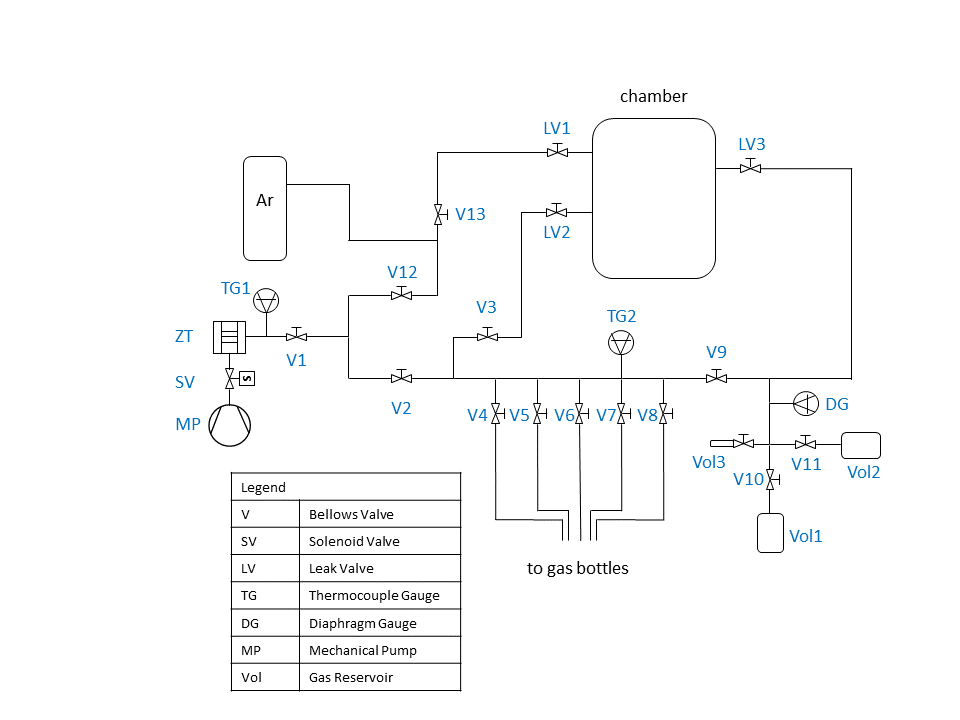 chamber
LV1
LV3
Ar
V13
LV2
V12
TG1
V3
TG2
ZT
V1
V9
SV
S
V2
MP
V4
V5
V6
V7
V8
DG
Vol3
V11
Vol2
V10
Vol1
to gas bottles
Legend
V Bellows Valve
SV Solenoid Valve
LV Leak Valve
TG Thermocouple Gauge
DG Diaphragm Gauge
MP Mechanical Pump
Vol Gas Reservoir